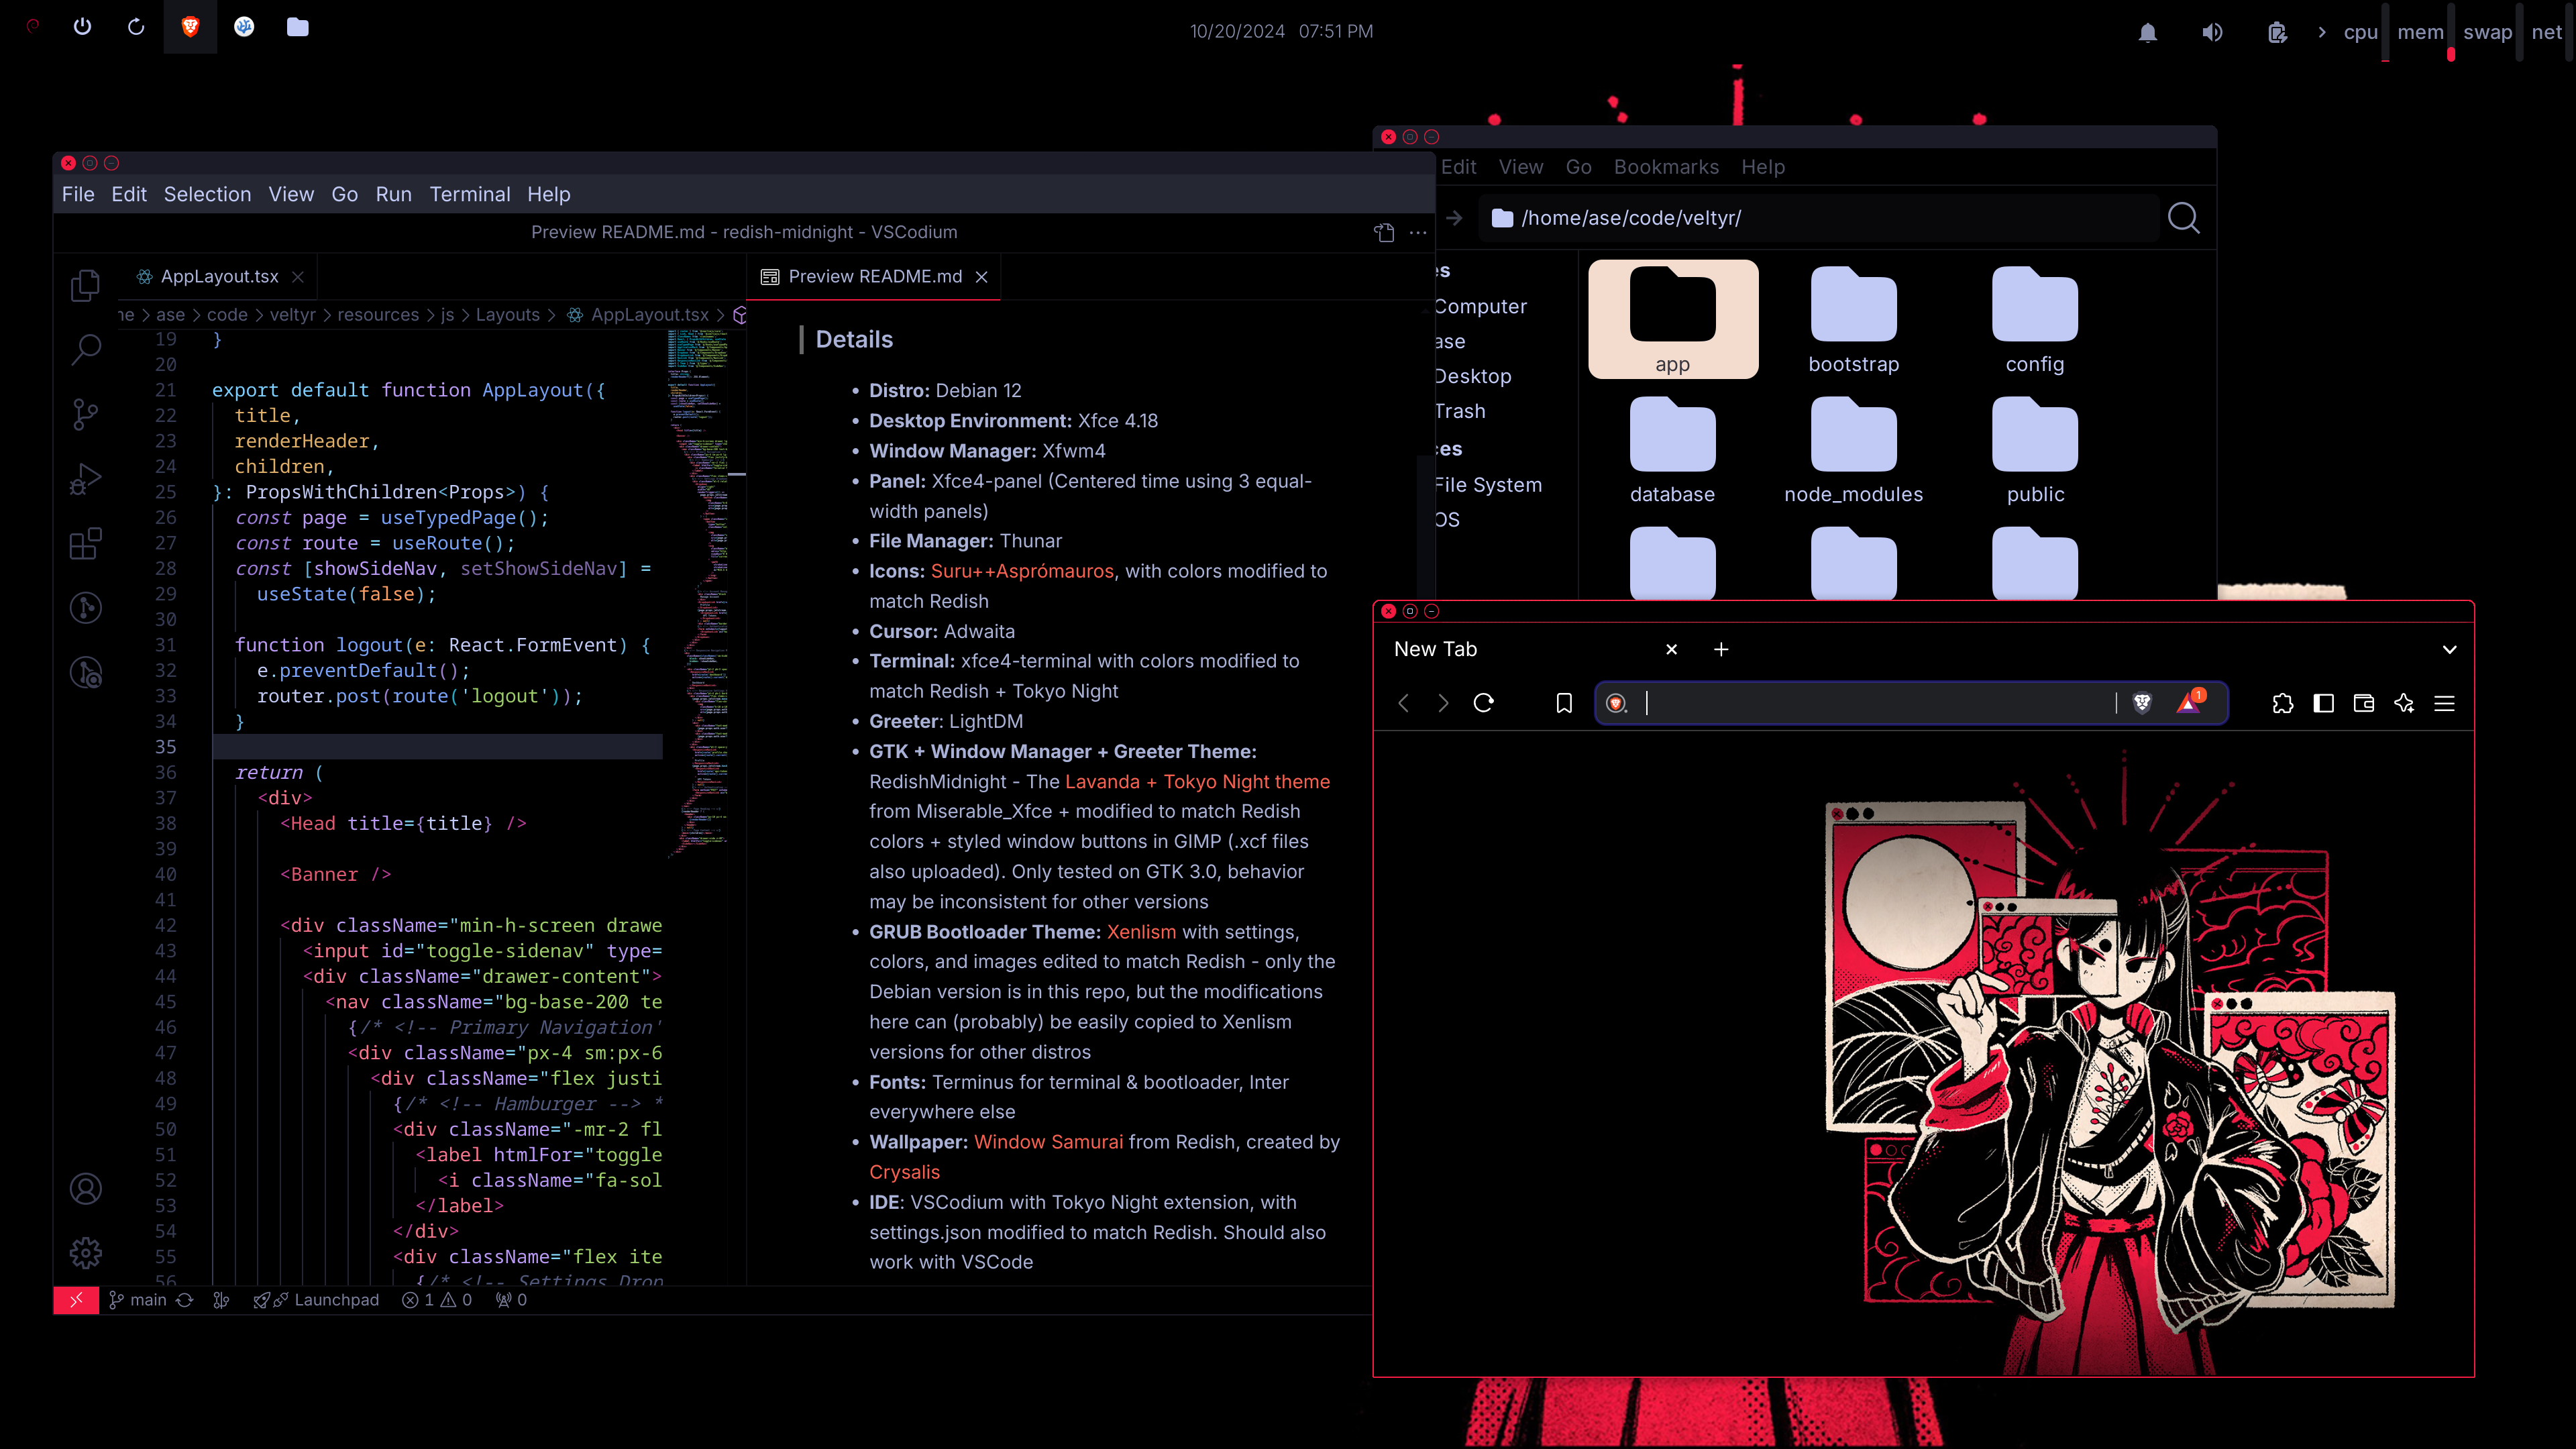 10/20/2024 07:51 PM
cpu mem swap net
File Edit Selection View Go Run Terminal Help
Preview README.md - redish-midnight - VSCodium
AppLayout.tsx
ne > ase > code > veltyr > resources > js > Layouts > AppLayout.tsx >
19 }
20
21 export default function AppLayout({
22 title,
23 renderHeader,
24 children,
25 }: PropsWithChildren<Props>) {
26 const page = useTypedPage();
27 const route = useRoute();
28 const [showSideNav, setShowSideNav] =
29 useState(false);
30
31 function logout(e: React.FormEvent) {
32 e.preventDefault();
33 router.post(route('logout'));
34 }
35
36 return (
37 <div>
38 <Head title={title} />
39
40 <Banner />
41
42 <div className="min-h-screen drawe
43 <input id="toggle-sidenav" type=
44 <div className="drawer-content">
45 <nav className="bg-base-200 te
46 {/* <!-- Primary Navigation'
47 <div className="px-4 sm:px-6
48 <div className="flex justi
49 {/* <!-- Hamburger --> *
50 <div className="-mr-2 fl
51 <label htmlFor="toggle
52 <i className="fa-sol
53 </label>
54 </div>
55 <div className="flex ite
56 {/* <!-- Settings Drop
Preview README.md
Details
• Distro: Debian 12
• Desktop Environment: Xfce 4.18
• Window Manager: Xfwm4
• Panel: Xfce4-panel (Centered time using 3 equal-
width panels)
• File Manager: Thunar
• Icons: Suru++Asprómauros, with colors modified to
match Redish
• Cursor: Adwaita
• Terminal: xfce4-terminal with colors modified to
match Redish + Tokyo Night
• Greeter: LightDM
• GTK + Window Manager + Greeter Theme:
RedishMidnight - The Lavanda + Tokyo Night theme
from Miserable_Xfce + modified to match Redish
colors + styled window buttons in GIMP (.xcf files
also uploaded). Only tested on GTK 3.0, behavior
may be inconsistent for other versions
• GRUB Bootloader Theme: Xenlism with settings,
colors, and images edited to match Redish - only the
Debian version is in this repo, but the modifications
here can (probably) be easily copied to Xenlism
versions for other distros
• Fonts: Terminus for terminal & bootloader, Inter
everywhere else
• Wallpaper: Window Samurai from Redish, created by
Crysalis
• IDE: VSCodium with Tokyo Night extension, with
settings.json modified to match Redish. Should also
work with VSCode
main Launchpad 1 0 0
Edit View Go Bookmarks Help
/home/ase/code/veltyr/
es
Computer
ase
Desktop
Trash
ces
File System
OS
app bootstrap config
database node_modules public
New Tab
1